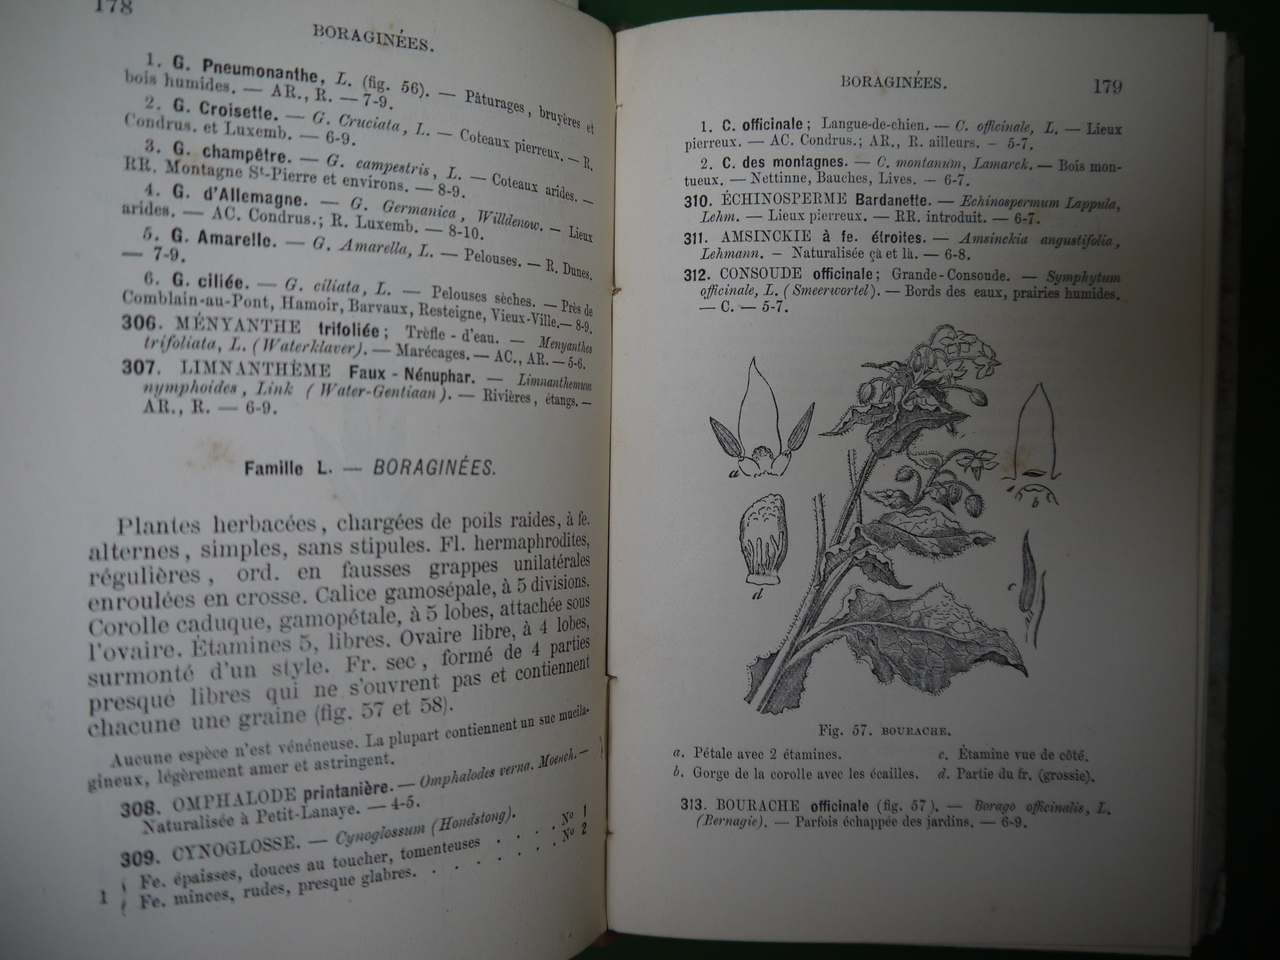 178
BORAGINÉES.
1. G. Pneumonanthe, L. (fig. 56). — Pâturages, bruyères et
bois humides. — AR., R. — 7-9.
2. G. Croisette. — G. Cruciata, L. — Coteaux pierreux. — R.
Condrus. et Luxemb. — 6-9.
3. G. champêtre. — G. campestris, L. — Coteaux arides. —
RR. Montagne St-Pierre et environs. — 8-9.
4. G. d'Allemagne. — G. Germanica, Willdenow. — Lieux
arides. — AC. Condrus.; R. Luxemb. — 8-10.
5. G. Amarelle. — G. Amarella, L. — Pelouses. — R. Dunes.
— 7-9.
6. G. ciliée. — G. ciliata, L. — Pelouses sèches. — Près de
Comblain-au-Pont, Hamoir, Barvaux, Resteigne, Vieux-Ville. — 8-9.
306. MÉNYANTHE trifoliée; Trèfle-d'eau. — Menyanthes
trifoliata, L. (Waterklaver). — Marécages. — AC., AR. — 5-6.
307. LIMNANTHÈME Faux-Nénuphar. — Limnanthemum
nymphoides, Link (Water-Gentiaan). — Rivières, étangs. —
AR., R. — 6-9.
Famille L. — BORAGINÉES.
Plantes herbacées, chargées de poils raides, à fe.
alternes, simples, sans stipules. Fl. hermaphrodites,
régulières, ord. en fausses grappes unilatérales
enroulées en crosse. Calice gamosépale, à 5 divisions.
Corolle caduque, gamopétale, à 5 lobes, attachée sous
l'ovaire. Étamines 5, libres. Ovaire libre, à 4 lobes,
surmonté d'un style. Fr. sec, formé de 4 parties
presque libres qui ne s'ouvrent pas et contiennent
chacune une graine (fig. 57 et 58).
Aucune espèce n'est vénéneuse. La plupart contiennent un suc mucila-
gineux, légèrement amer et astringent.
308. OMPHALODE printanière. — Omphalodes verna. Moench. —
Naturalisée à Petit-Lanaye. — 4-5.
309. CYNOGLOSSE. — Cynoglossum (Hondstong).
1 { Fe. épaisses, douces au toucher, tomenteuses . . . . No 1
{ Fe. minces, rudes, presque glabres. . . . . . . . No 2
BORAGINÉES.
179
1. C. officinale; Langue-de-chien. — C. officinale, L. — Lieux
pierreux. — AC. Condrus.; AR., R. ailleurs. - 5-7.
2. C. des montagnes. — C. montanum, Lamarck. — Bois mon-
tueux. — Nettinne, Bauches, Lives. — 6-7.
310. ÉCHINOSPERME Bardanette. — Echinospermum Lappula,
Lehm. — Lieux pierreux. — RR. introduit. — 6-7.
311. AMSINCKIE à fe. étroites. — Amsinckia angustifolia,
Lehmann. — Naturalisée çà et là. — 6-8.
312. CONSOUDE officinale; Grande-Consoude. — Symphytum
officinale, L. (Smeerwortel). — Bords des eaux, prairies humides.
— C. — 5-7.
a
b
c
d
Fig. 57. BOURACHE.
a. Pétale avec 2 étamines.
c. Étamine vue de côté.
b. Gorge de la corolle avec les écailles.
d. Partie du fr. (grossie).
313. BOURACHE officinale (fig. 57). — Borago officinalis, L.
(Bernagie). — Parfois échappée des jardins. — 6-9.